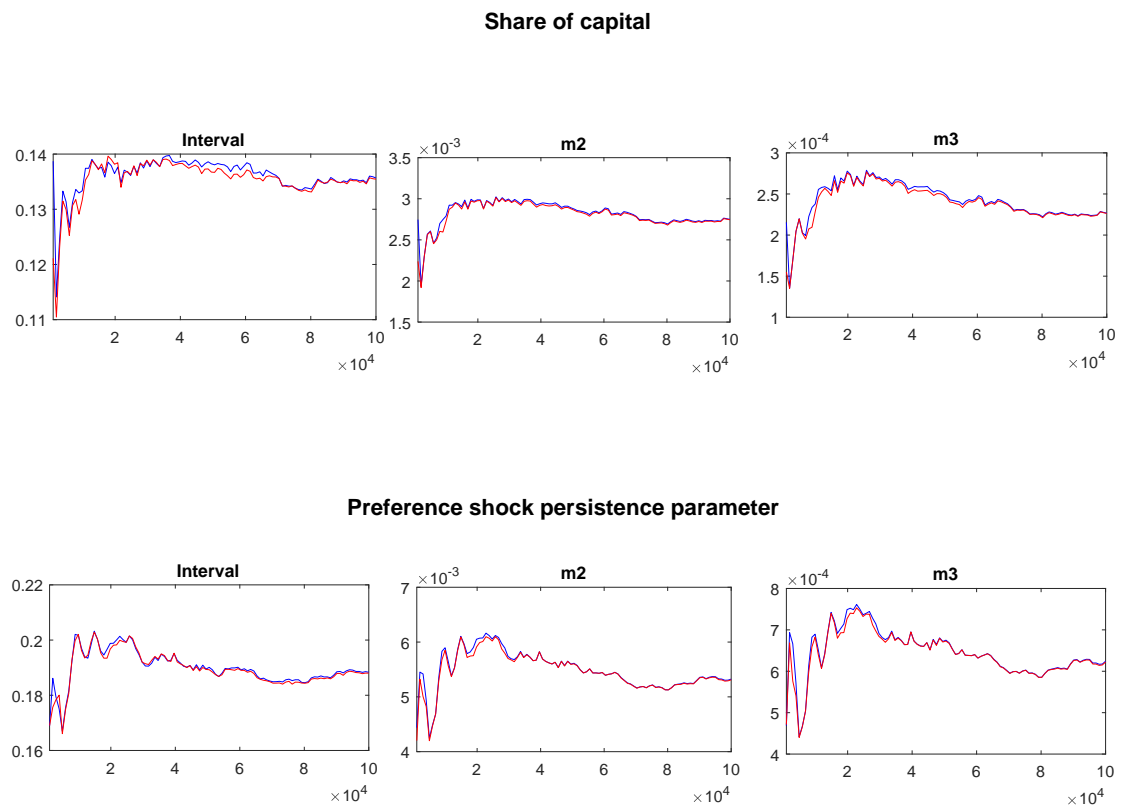 Share of capital
Interval
m2
m3
0.14
0.13
0.12
0.11
2 4 6 8 10
×10^4
×10^-3
3.5
3
2.5
2
1.5
2 4 6 8 10
×10^4
×10^-4
3
2.5
2
1.5
1
2 4 6 8 10
×10^4
Preference shock persistence parameter
Interval
m2
m3
0.22
0.2
0.18
0.16
2 4 6 8 10
×10^4
×10^-3
7
6
5
4
2 4 6 8 10
×10^4
×10^-4
8
7
6
5
4
2 4 6 8 10
×10^4